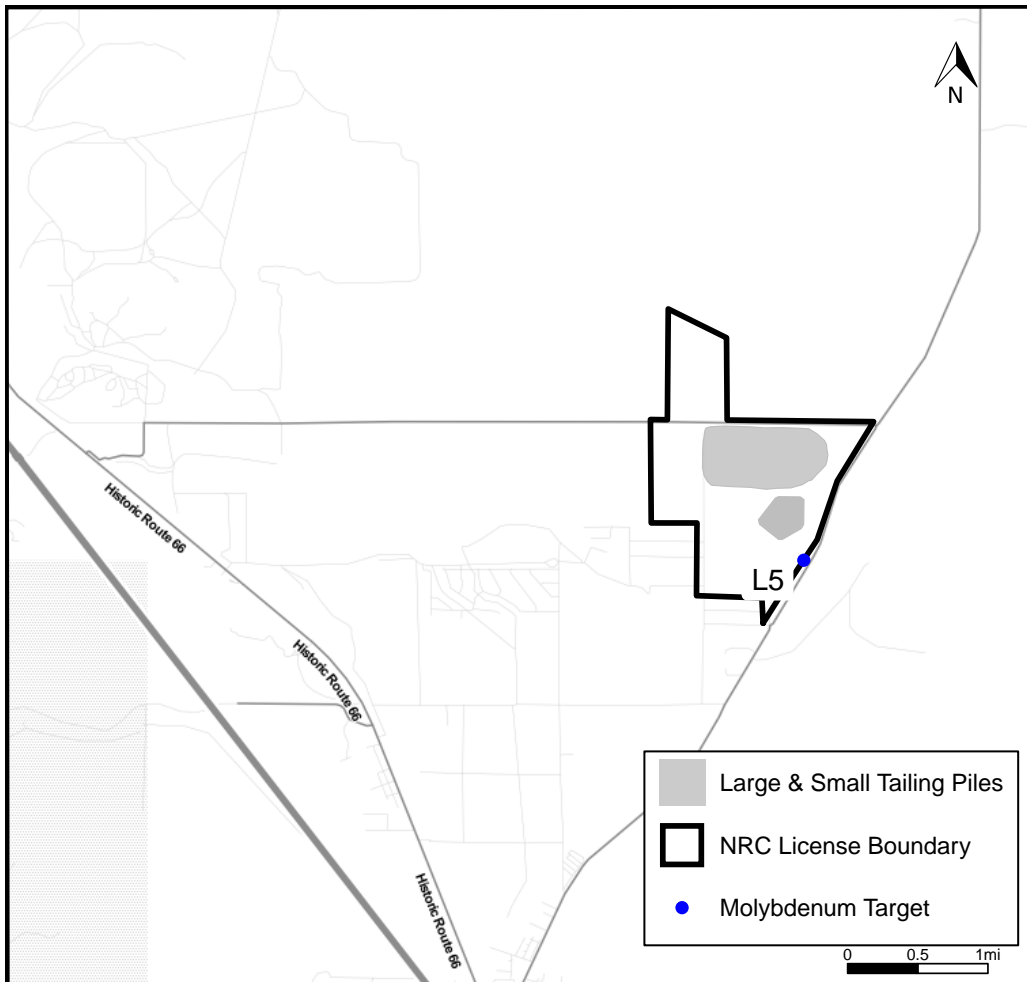 N
Historic Route 66
L5
Historic Route 66
Large & Small Tailing Piles
NRC License Boundary
Historic Route 66
Molybdenum Target
0 0.5 1mi